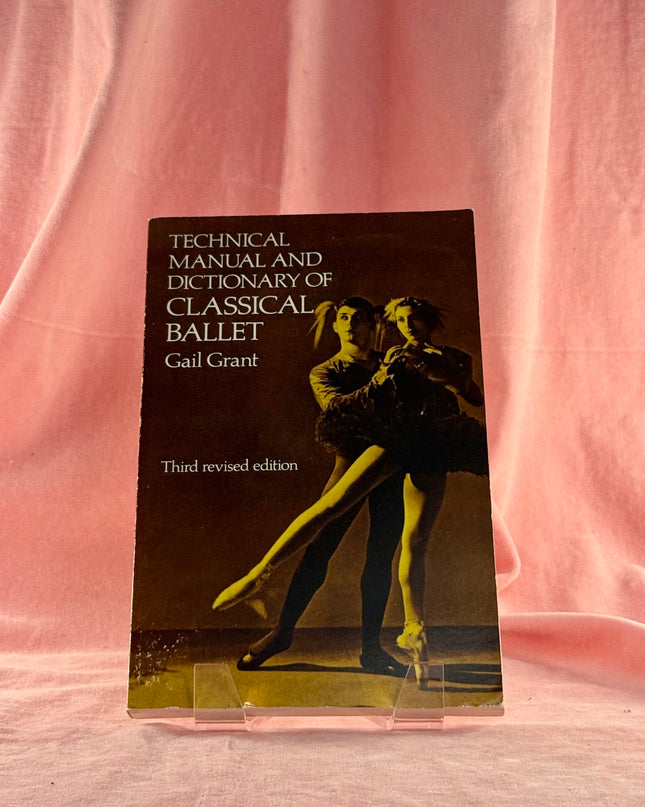 TECHNICAL
MANUAL AND
DICTIONARY OF
CLASSICAL
BALLET
Gail Grant
Third revised edition